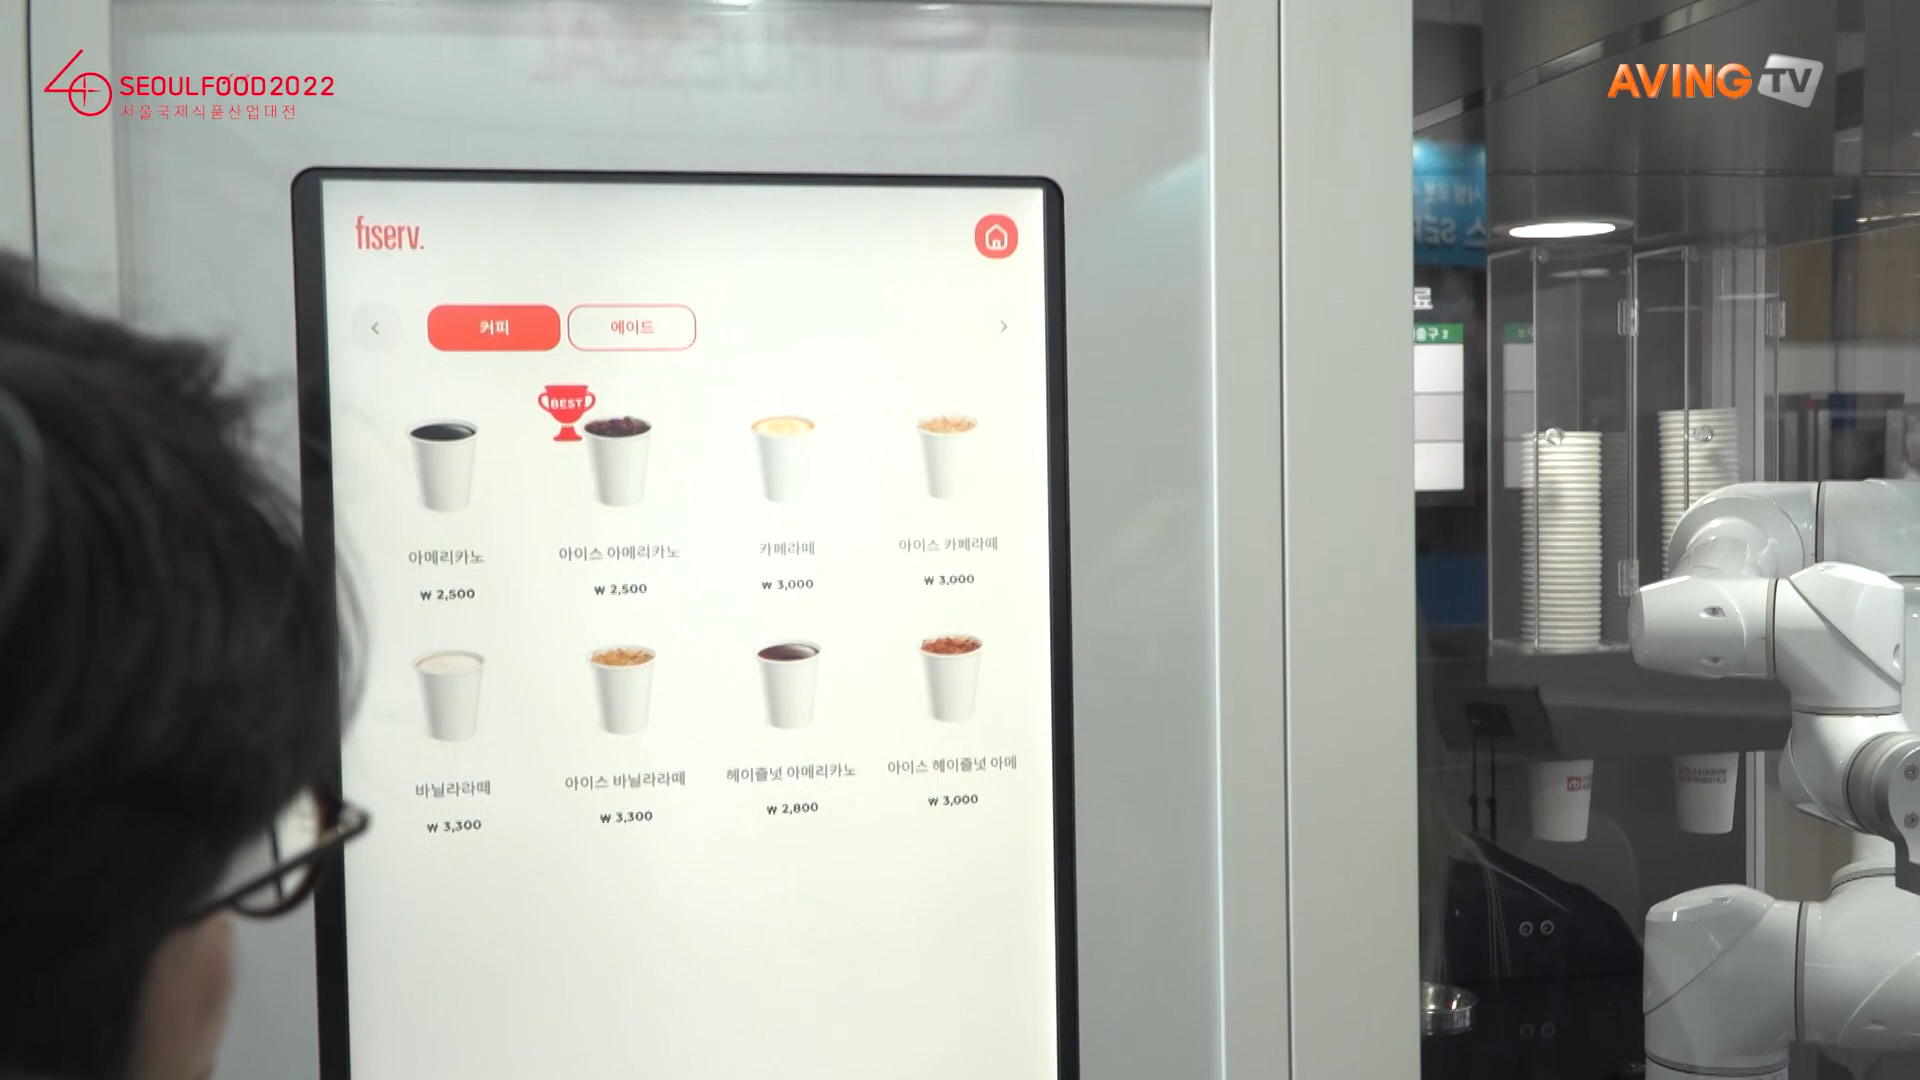 SEOULFOOD2022
서울국제식품산업대전
AVING TV
fiserv.
커피
에이드
BEST
아메리카노
아이스 아메리카노
카페라떼
아이스 카페라떼
₩ 2,500
₩ 2,500
₩ 3,000
₩ 3,000
바닐라라떼
아이스 바닐라라떼
헤이즐넛 아메리카노
아이스 헤이즐넛 아메
₩ 3,300
₩ 3,300
₩ 2,800
₩ 3,000